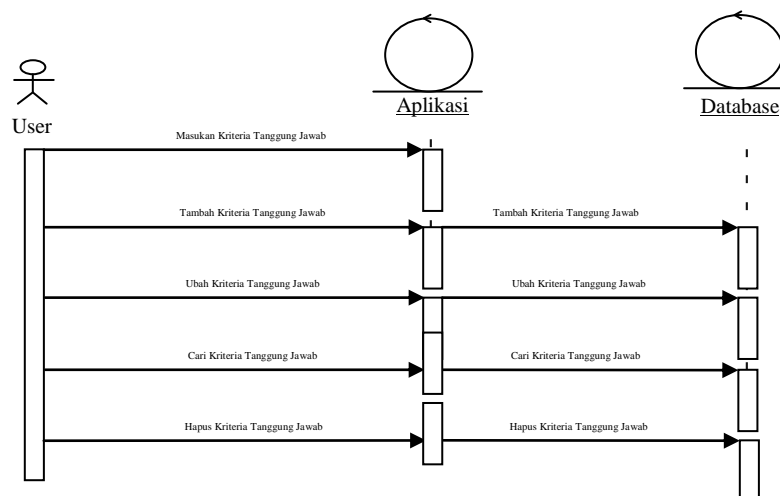 Aplikasi
Database
User
Masukan Kriteria Tanggung Jawab
Tambah Kriteria Tanggung Jawab
Tambah Kriteria Tanggung Jawab
Ubah Kriteria Tanggung Jawab
Ubah Kriteria Tanggung Jawab
Cari Kriteria Tanggung Jawab
Cari Kriteria Tanggung Jawab
Hapus Kriteria Tanggung Jawab
Hapus Kriteria Tanggung Jawab